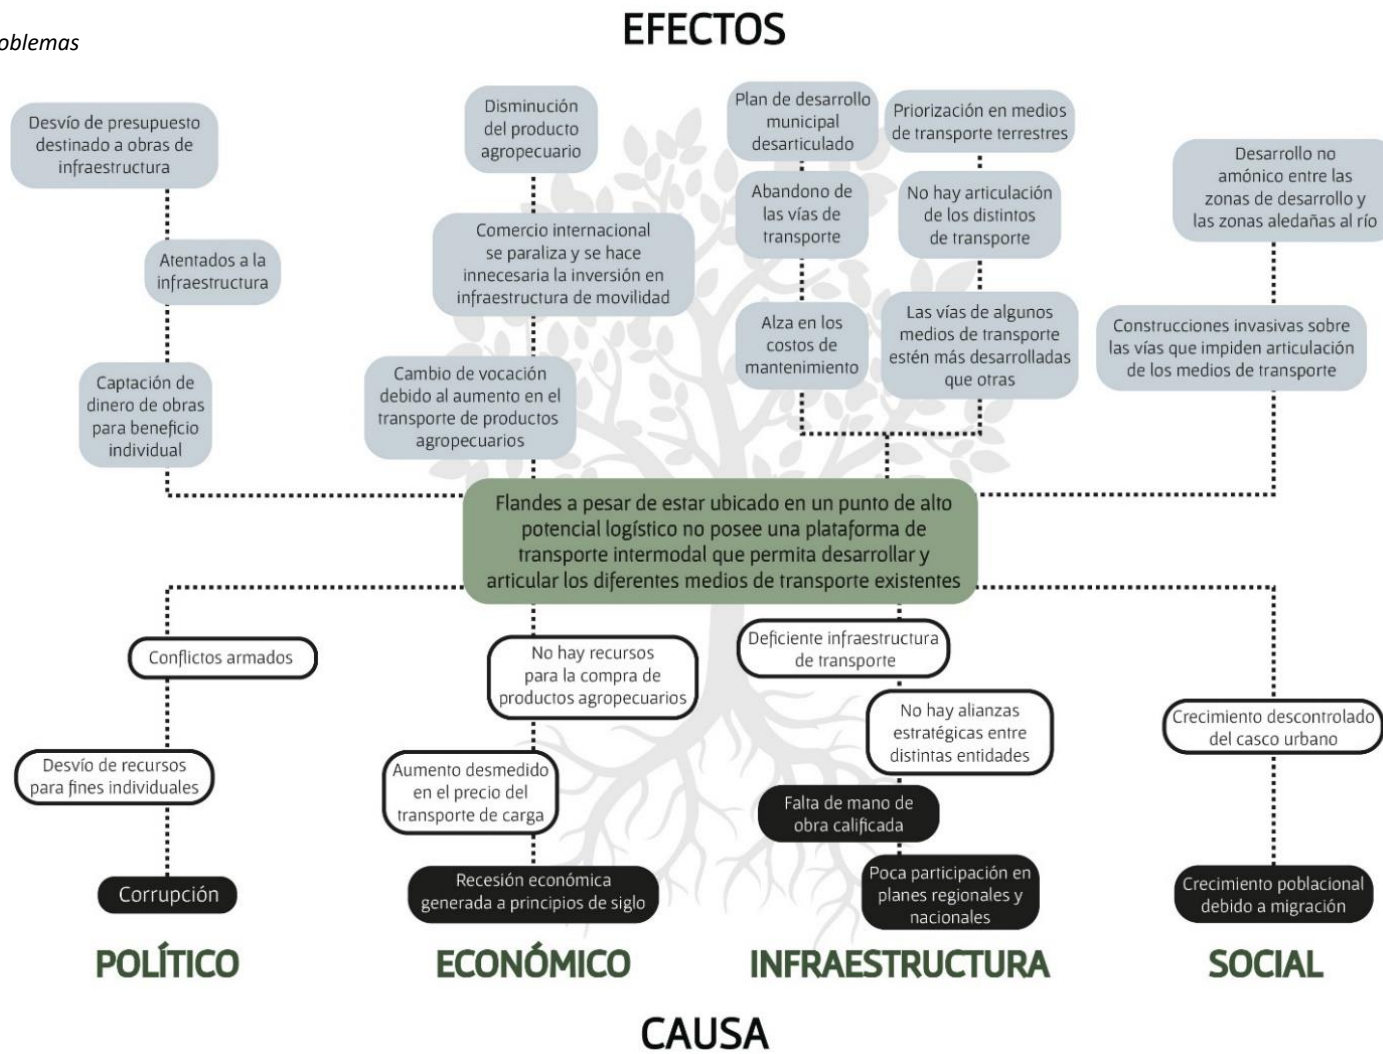 EFECTOS
oblemas
Desvío de presupuesto
destinado a obras de
infraestructura
Atentados a la
infraestructura
Captación de
dinero de obras
para beneficio
individual
Disminución
del producto
agropecuario
Comercio internacional
se paraliza y se hace
innecesaria la inversión en
infraestructura de movilidad
Cambio de vocación
debido al aumento en el
transporte de productos
agropecuarios
Plan de desarrollo
municipal
desarticulado
Abandono de
las vías de
transporte
Alza en los
costos de
mantenimiento
Priorización en medios
de transporte terrestres
No hay articulación
de los distintos
de transporte
Las vías de algunos
medios de transporte
estén más desarrolladas
que otras
Desarrollo no
amónico entre las
zonas de desarrollo y
las zonas aledañas al río
Construcciones invasivas sobre
las vías que impiden articulación
de los medios de transporte
Flandes a pesar de estar ubicado en un punto de alto
potencial logístico no posee una plataforma de
transporte intermodal que permita desarrollar y
articular los diferentes medios de transporte existentes
Conflictos armados
Desvío de recursos
para fines individuales
Corrupción
No hay recursos
para la compra de
productos agropecuarios
Aumento desmedido
en el precio del
transporte de carga
Recesión económica
generada a principios de siglo
Deficiente infraestructura
de transporte
No hay alianzas
estratégicas entre
distintas entidades
Falta de mano de
obra calificada
Poca participación en
planes regionales y
nacionales
Crecimiento descontrolado
del casco urbano
Crecimiento poblacional
debido a migración
POLÍTICO
ECONÓMICO
INFRAESTRUCTURA
SOCIAL
CAUSA